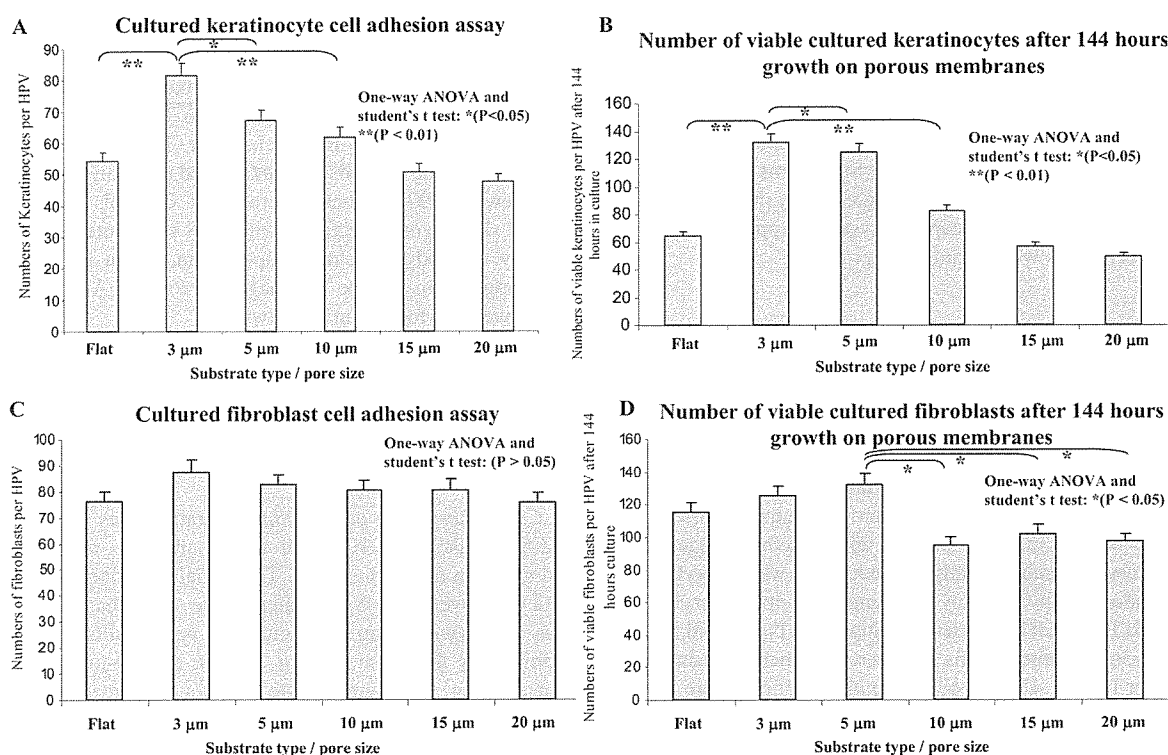 A
Cultured keratinocyte cell adhesion assay
Numbers of Keratinocytes per HPV
90
80
70
60
50
40
30
20
10
0
**
*
**
One-way ANOVA and
student's t test: *(P<0.05)
**(P < 0.01)
Flat 3 µm 5 µm 10 µm 15 µm 20 µm
Substrate type / pore size
B
Number of viable cultured keratinocytes after 144 hours
growth on porous membranes
Numbers of viable keratinocytes per HPV after 144
hours in culture
160
140
120
100
80
60
40
20
0
**
*
**
One-way ANOVA and
student's t test: *(P<0.05)
**(P < 0.01)
Flat 3 µm 5 µm 10 µm 15 µm 20 µm
Substrate type / pore size
C
Cultured fibroblast cell adhesion assay
Numbers of fibroblasts per HPV
100
90
80
70
60
50
40
30
20
10
0
One-way ANOVA and
student's t test: (P > 0.05)
Flat 3 µm 5 µm 10 µm 15 µm 20 µm
Substrate type / pore size
D
Number of viable cultured fibroblasts after 144 hours
growth on porous membranes
Numbers of viable fibroblasts per HPV after 144
hours culture
160
140
120
100
80
60
40
20
0
*
*
*
One-way ANOVA and
student's t test: *(P < 0.05)
Flat 3 µm 5 µm 10 µm 15 µm 20 µm
Substrate type / pore size